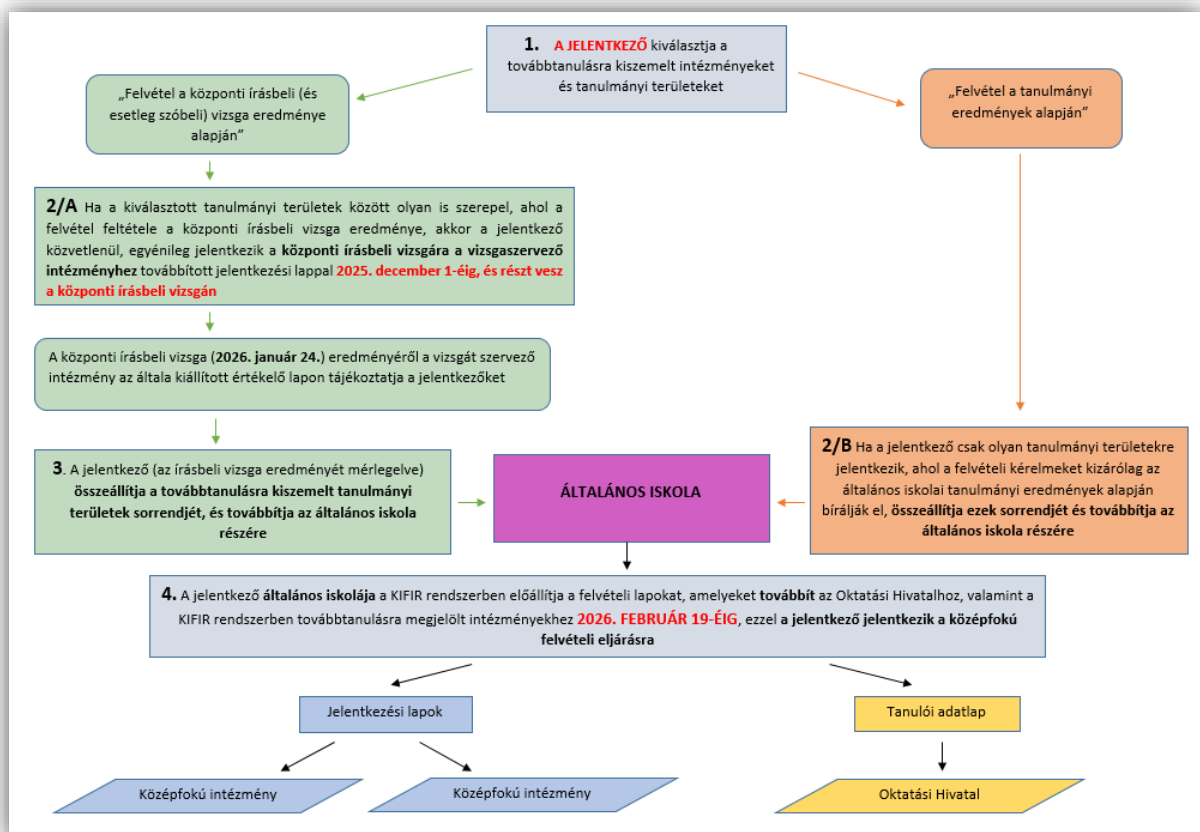 1. A JELENTKEZŐ kiválasztja a
továbbtanulásra kiszemelt intézményeket
és tanulmányi területeket
„Felvétel a központi írásbeli (és
esetleg szóbeli) vizsga eredménye
alapján”
„Felvétel a tanulmányi
eredmények alapján”
2/A Ha a kiválasztott tanulmányi területek között olyan is szerepel, ahol a
felvétel feltétele a központi írásbeli vizsga eredménye, akkor a jelentkező
közvetlenül, egyénileg jelentkezik a központi írásbeli vizsgára a vizsgaszervező
intézményhez továbbított jelentkezési lappal 2025. december 1-éig, és részt vesz
a központi írásbeli vizsgán
A központi írásbeli vizsga (2026. január 24.) eredményéről a vizsgát szervező
intézmény az általa kiállított értékelő lapon tájékoztatja a jelentkezőket
3. A jelentkező (az írásbeli vizsga eredményét mérlegelve)
összeállítja a továbbtanulásra kiszemelt tanulmányi
területek sorrendjét, és továbbítja az általános iskola
részére
ÁLTALÁNOS ISKOLA
2/B Ha a jelentkező csak olyan tanulmányi területekre
jelentkezik, ahol a felvételi kérelmeket kizárólag az
általános iskolai tanulmányi eredmények alapján
bírálják el, összeállítja ezek sorrendjét és továbbítja az
általános iskola részére
4. A jelentkező általános iskolája a KIFIR rendszerben előállítja a felvételi lapokat, amelyeket továbbít az Oktatási Hivatalhoz, valamint a
KIFIR rendszerben továbbtanulásra megjelölt intézményekhez 2026. FEBRUÁR 19-ÉIG, ezzel a jelentkező jelentkezik a középfokú
felvételi eljárásra
Jelentkezési lapok
Tanulói adatlap
Középfokú intézmény
Középfokú intézmény
Oktatási Hivatal